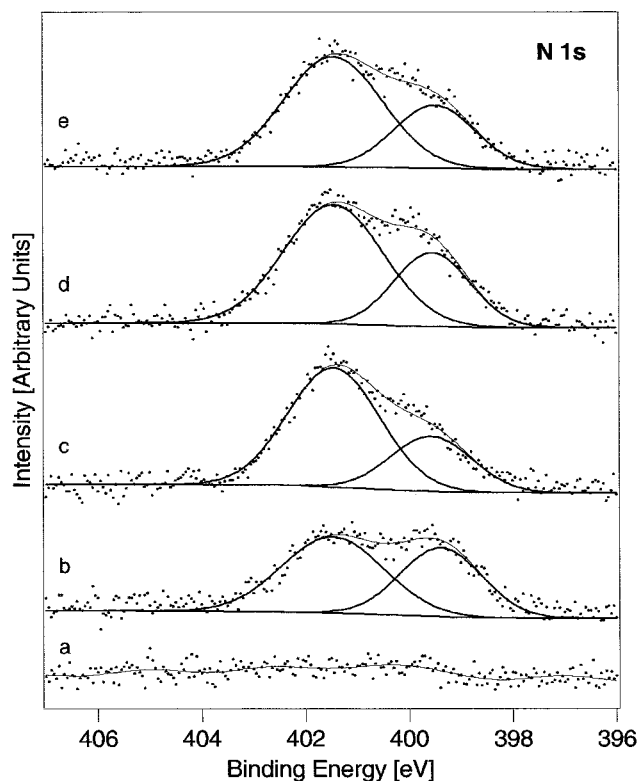 N 1s
e
d
c
b
a
Intensity [Arbitrary Units]
406 404 402 400 398 396
Binding Energy [eV]